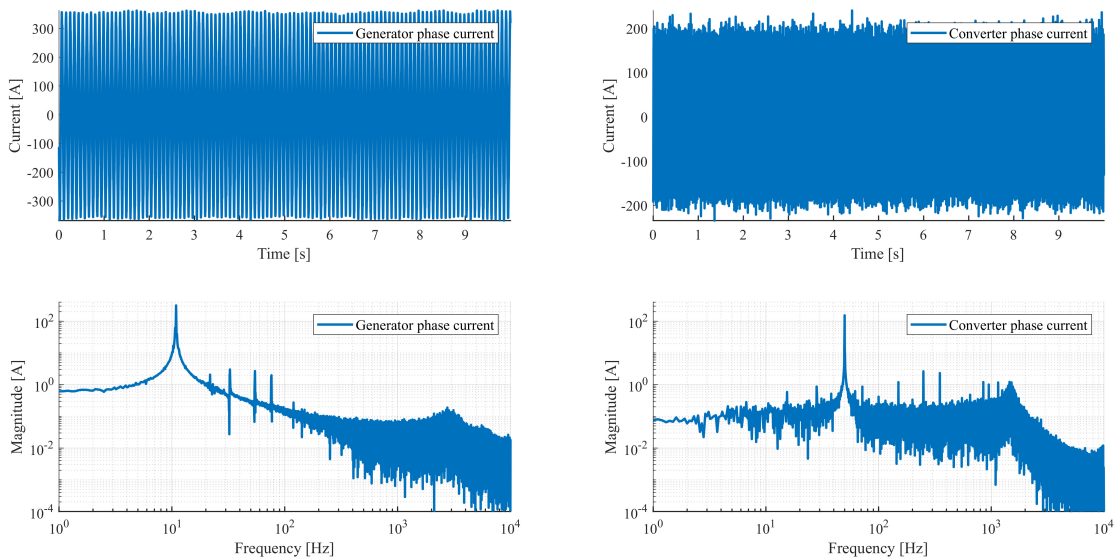 Generator phase current
Current [A]
300
200
100
0
-100
-200
-300
0 1 2 3 4 5 6 7 8 9
Time [s]
Converter phase current
Current [A]
200
100
0
-100
-200
0 1 2 3 4 5 6 7 8 9
Time [s]
Generator phase current
Magnitude [A]
10^2
10^0
10^-2
10^-4
10^0 10^1 10^2 10^3 10^4
Frequency [Hz]
Converter phase current
Magnitude [A]
10^2
10^0
10^-2
10^-4
10^0 10^1 10^2 10^3 10^4
Frequency [Hz]